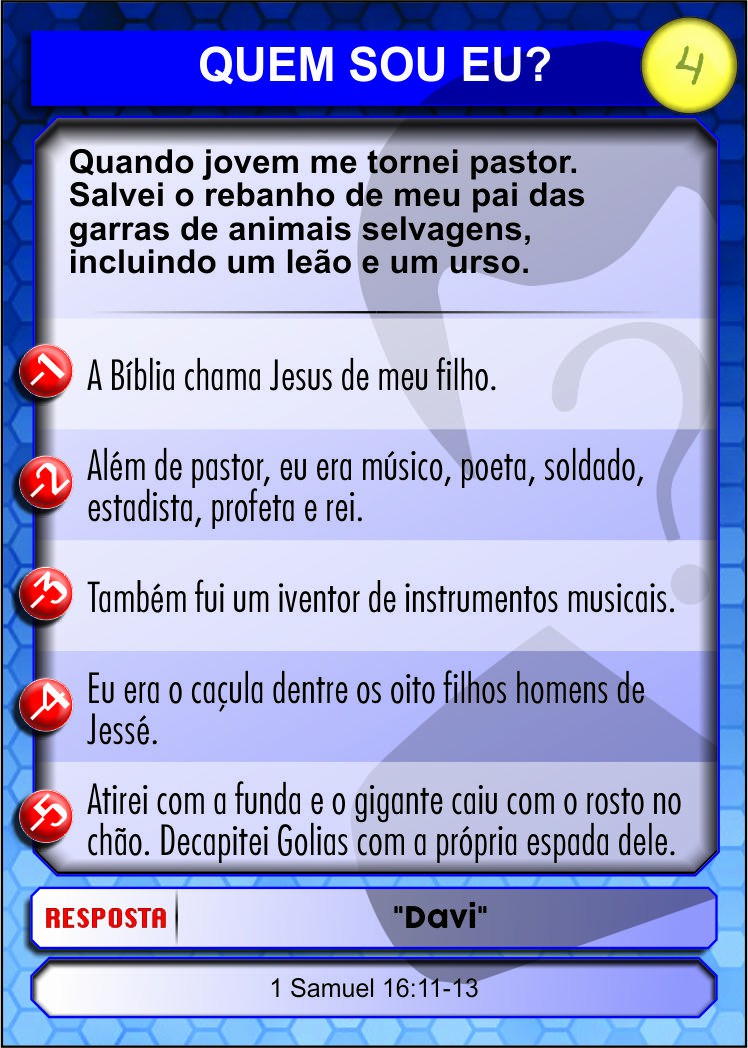 QUEM SOU EU?
4
Quando jovem me tornei pastor.
Salvei o rebanho de meu pai das
garras de animais selvagens,
incluindo um leão e um urso.
1
A Bíblia chama Jesus de meu filho.
2
Além de pastor, eu era músico, poeta, soldado,
estadista, profeta e rei.
3
Também fui um iventor de instrumentos musicais.
4
Eu era o caçula dentre os oito filhos homens de
Jessé.
5
Atirei com a funda e o gigante caiu com o rosto no
chão. Decapitei Golias com a própria espada dele.
RESPOSTA
"Davi"
1 Samuel 16:11-13